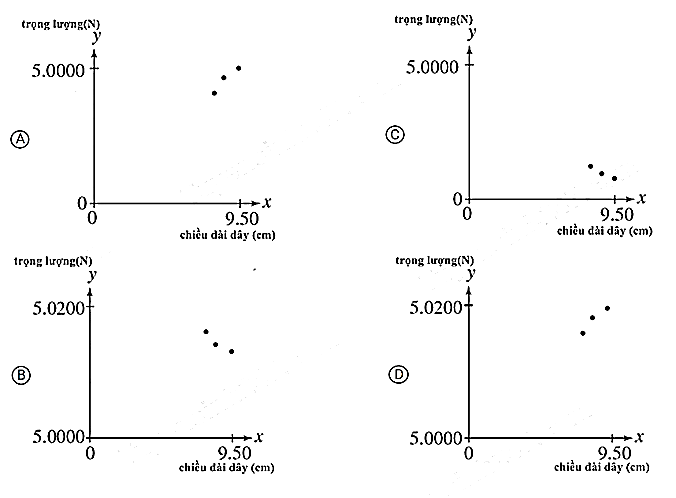 trọng lượng(N)
y
5.0000
A
0
0
9.50
x
chiều dài dây (cm)
trọng lượng(N)
y
5.0000
C
0
0
9.50
x
chiều dài dây (cm)
trọng lượng(N)
y
5.0200
B
5.0000
0
9.50
x
chiều dài dây (cm)
trọng lượng(N)
y
5.0200
D
5.0000
0
9.50
x
chiều dài dây (cm)